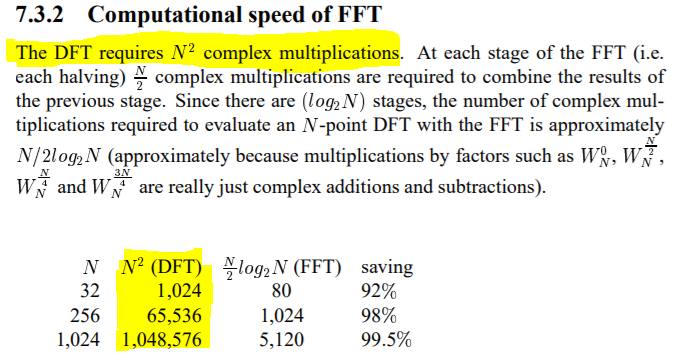 7.3.2 Computational speed of FFT
The DFT requires N² complex multiplications. At each stage of the FFT (i.e.
each halving) N/2 complex multiplications are required to combine the results of
the previous stage. Since there are (log₂N) stages, the number of complex mul-
tiplications required to evaluate an N-point DFT with the FFT is approximately
N/2log₂N (approximately because multiplications by factors such as W_N^0, W_N^{N/2},
W_N^{N/4} and W_N^{3N/4} are really just complex additions and subtractions).
N N² (DFT) N/2 log₂N (FFT) saving
32 1,024 80 92%
256 65,536 1,024 98%
1,024 1,048,576 5,120 99.5%